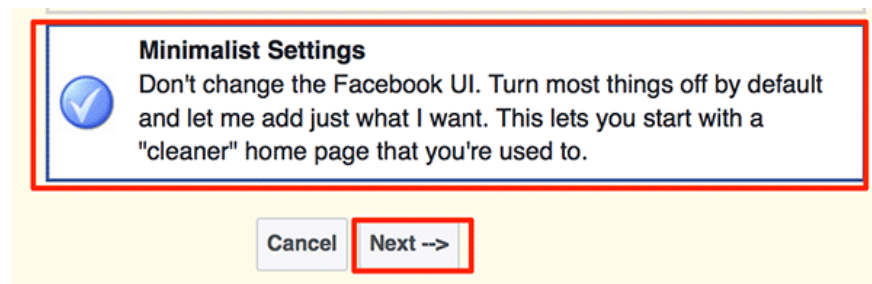 Minimalist Settings
Don't change the Facebook UI. Turn most things off by default
and let me add just what I want. This lets you start with a
"cleaner" home page that you're used to.
Cancel Next -->